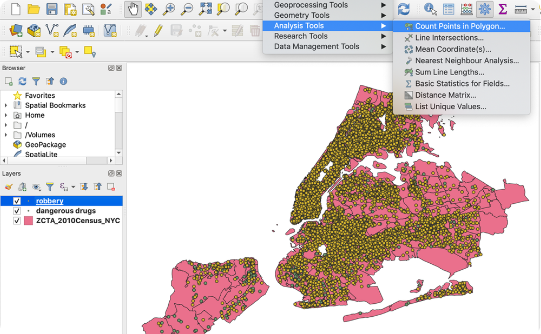 Geoprocessing Tools
Geometry Tools
Analysis Tools
Research Tools
Data Management Tools
Count Points in Polygon...
Line Intersections...
Mean Coordinate(s)...
Nearest Neighbour Analysis...
Sum Line Lengths...
Basic Statistics for Fields...
Distance Matrix...
List Unique Values...
Browser
Favorites
Spatial Bookmarks
Home
/
/Volumes
GeoPackage
SpatiaLite
Layers
robbery
dangerous drugs
ZCTA_2010Census_NYC